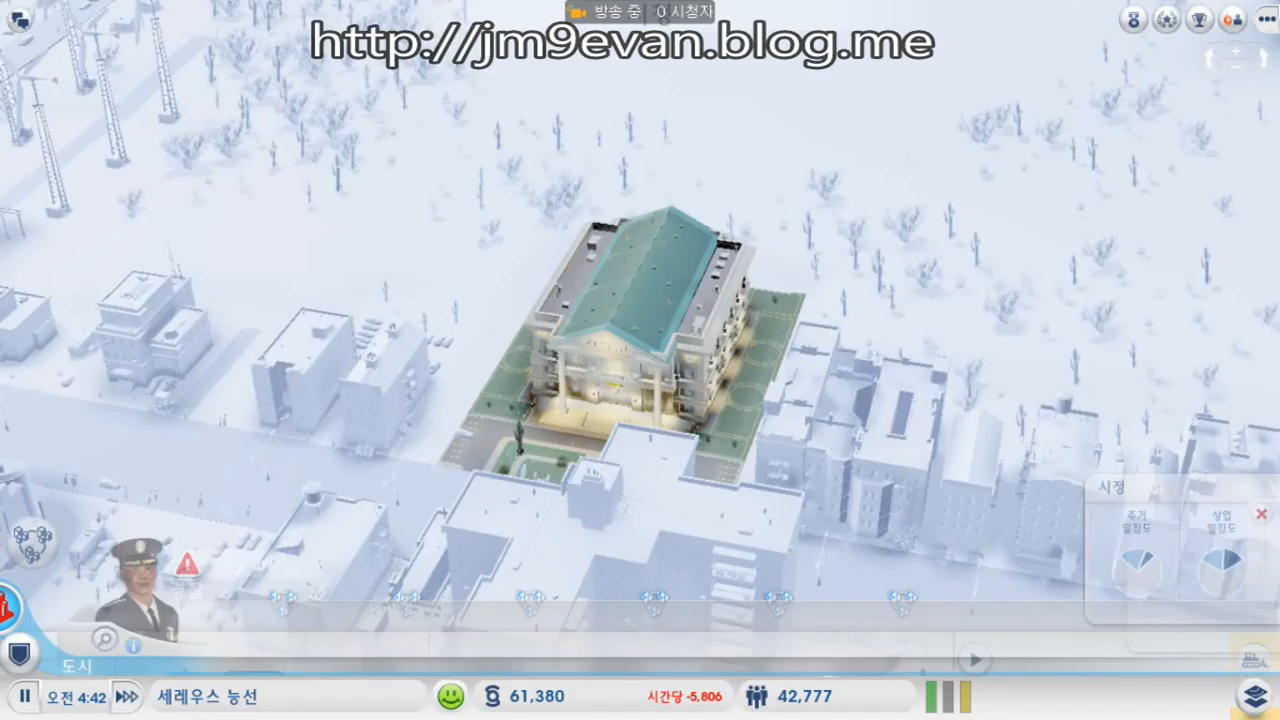 방송 중 0 시청자
http://jm9evan.blog.me
시정
주거
밀집도
상업
밀집도
도시
오전 4:42
세레우스 능선
61,380
시간당 -5,806
42,777